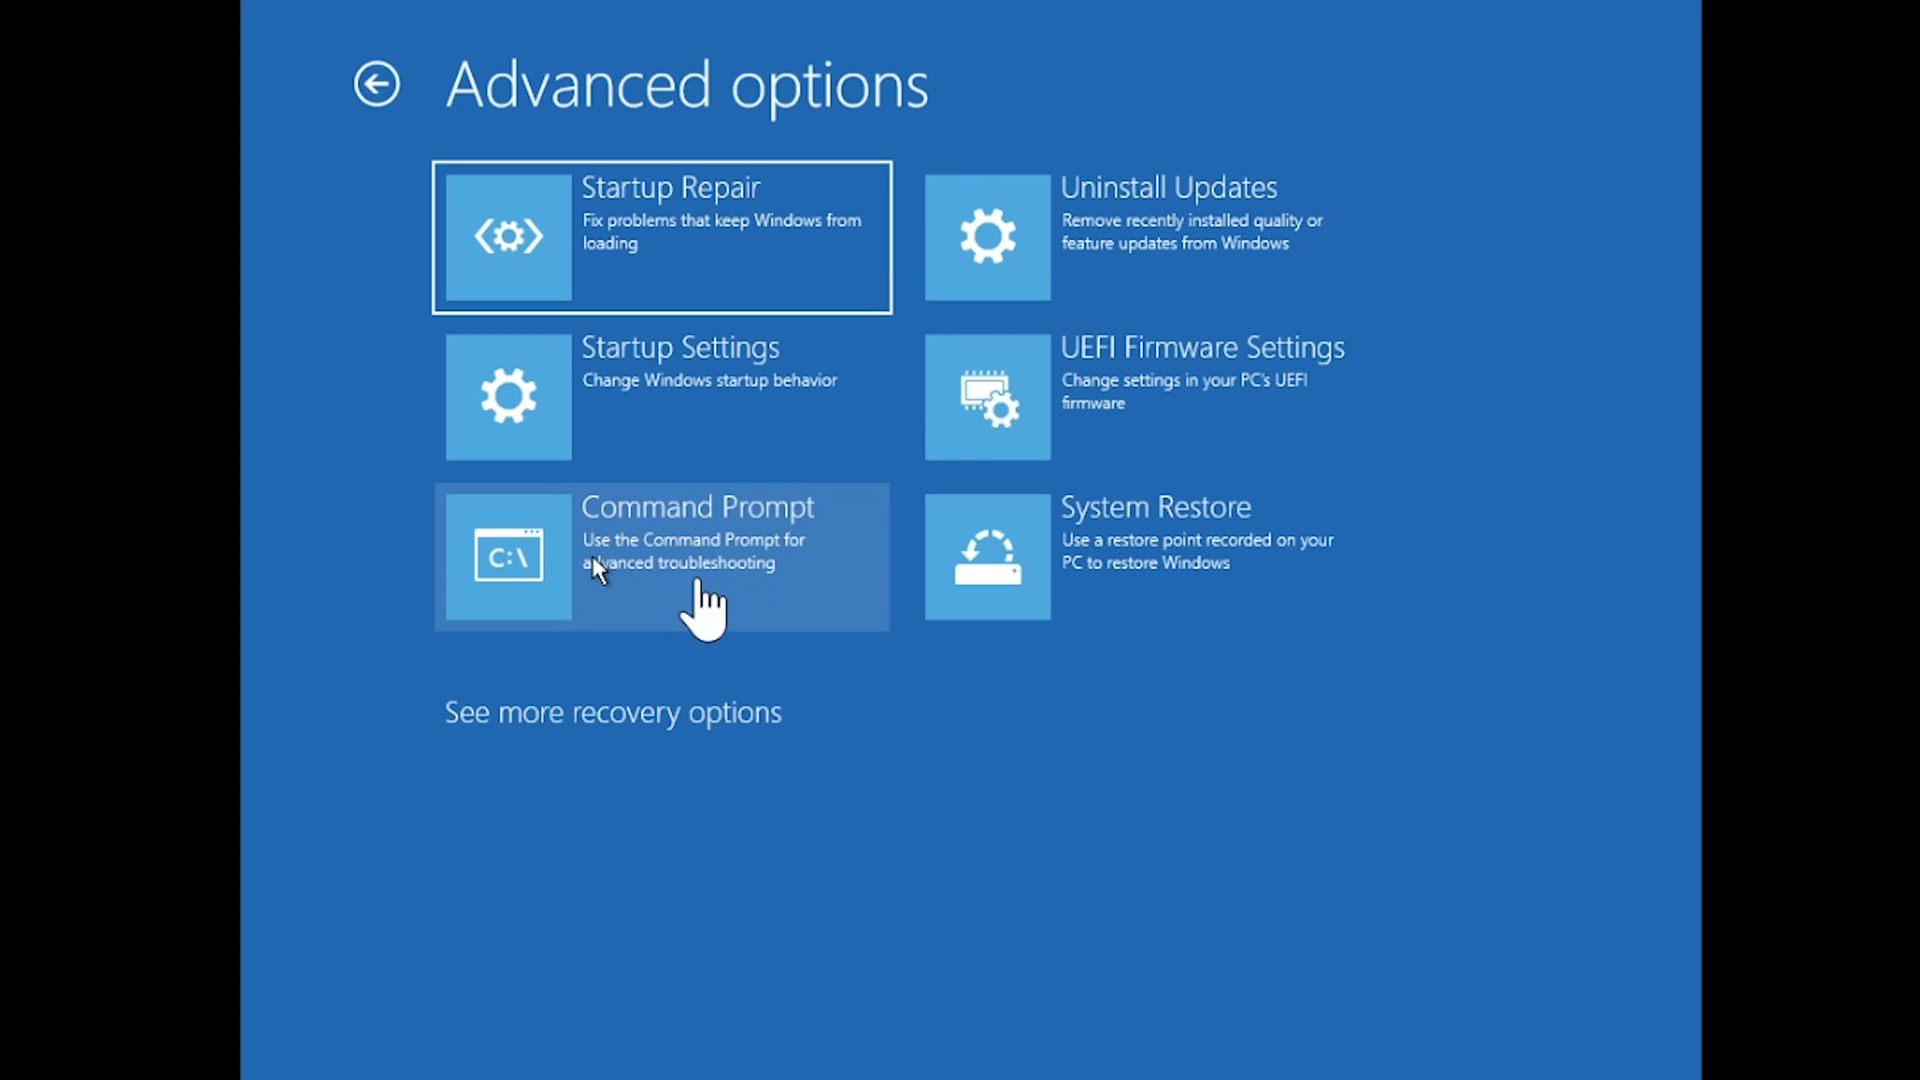 Advanced options
Startup Repair
Fix problems that keep Windows from
loading
Uninstall Updates
Remove recently installed quality or
feature updates from Windows
Startup Settings
Change Windows startup behavior
UEFI Firmware Settings
Change settings in your PC's UEFI
firmware
C:\
Command Prompt
Use the Command Prompt for
advanced troubleshooting
System Restore
Use a restore point recorded on your
PC to restore Windows
See more recovery options